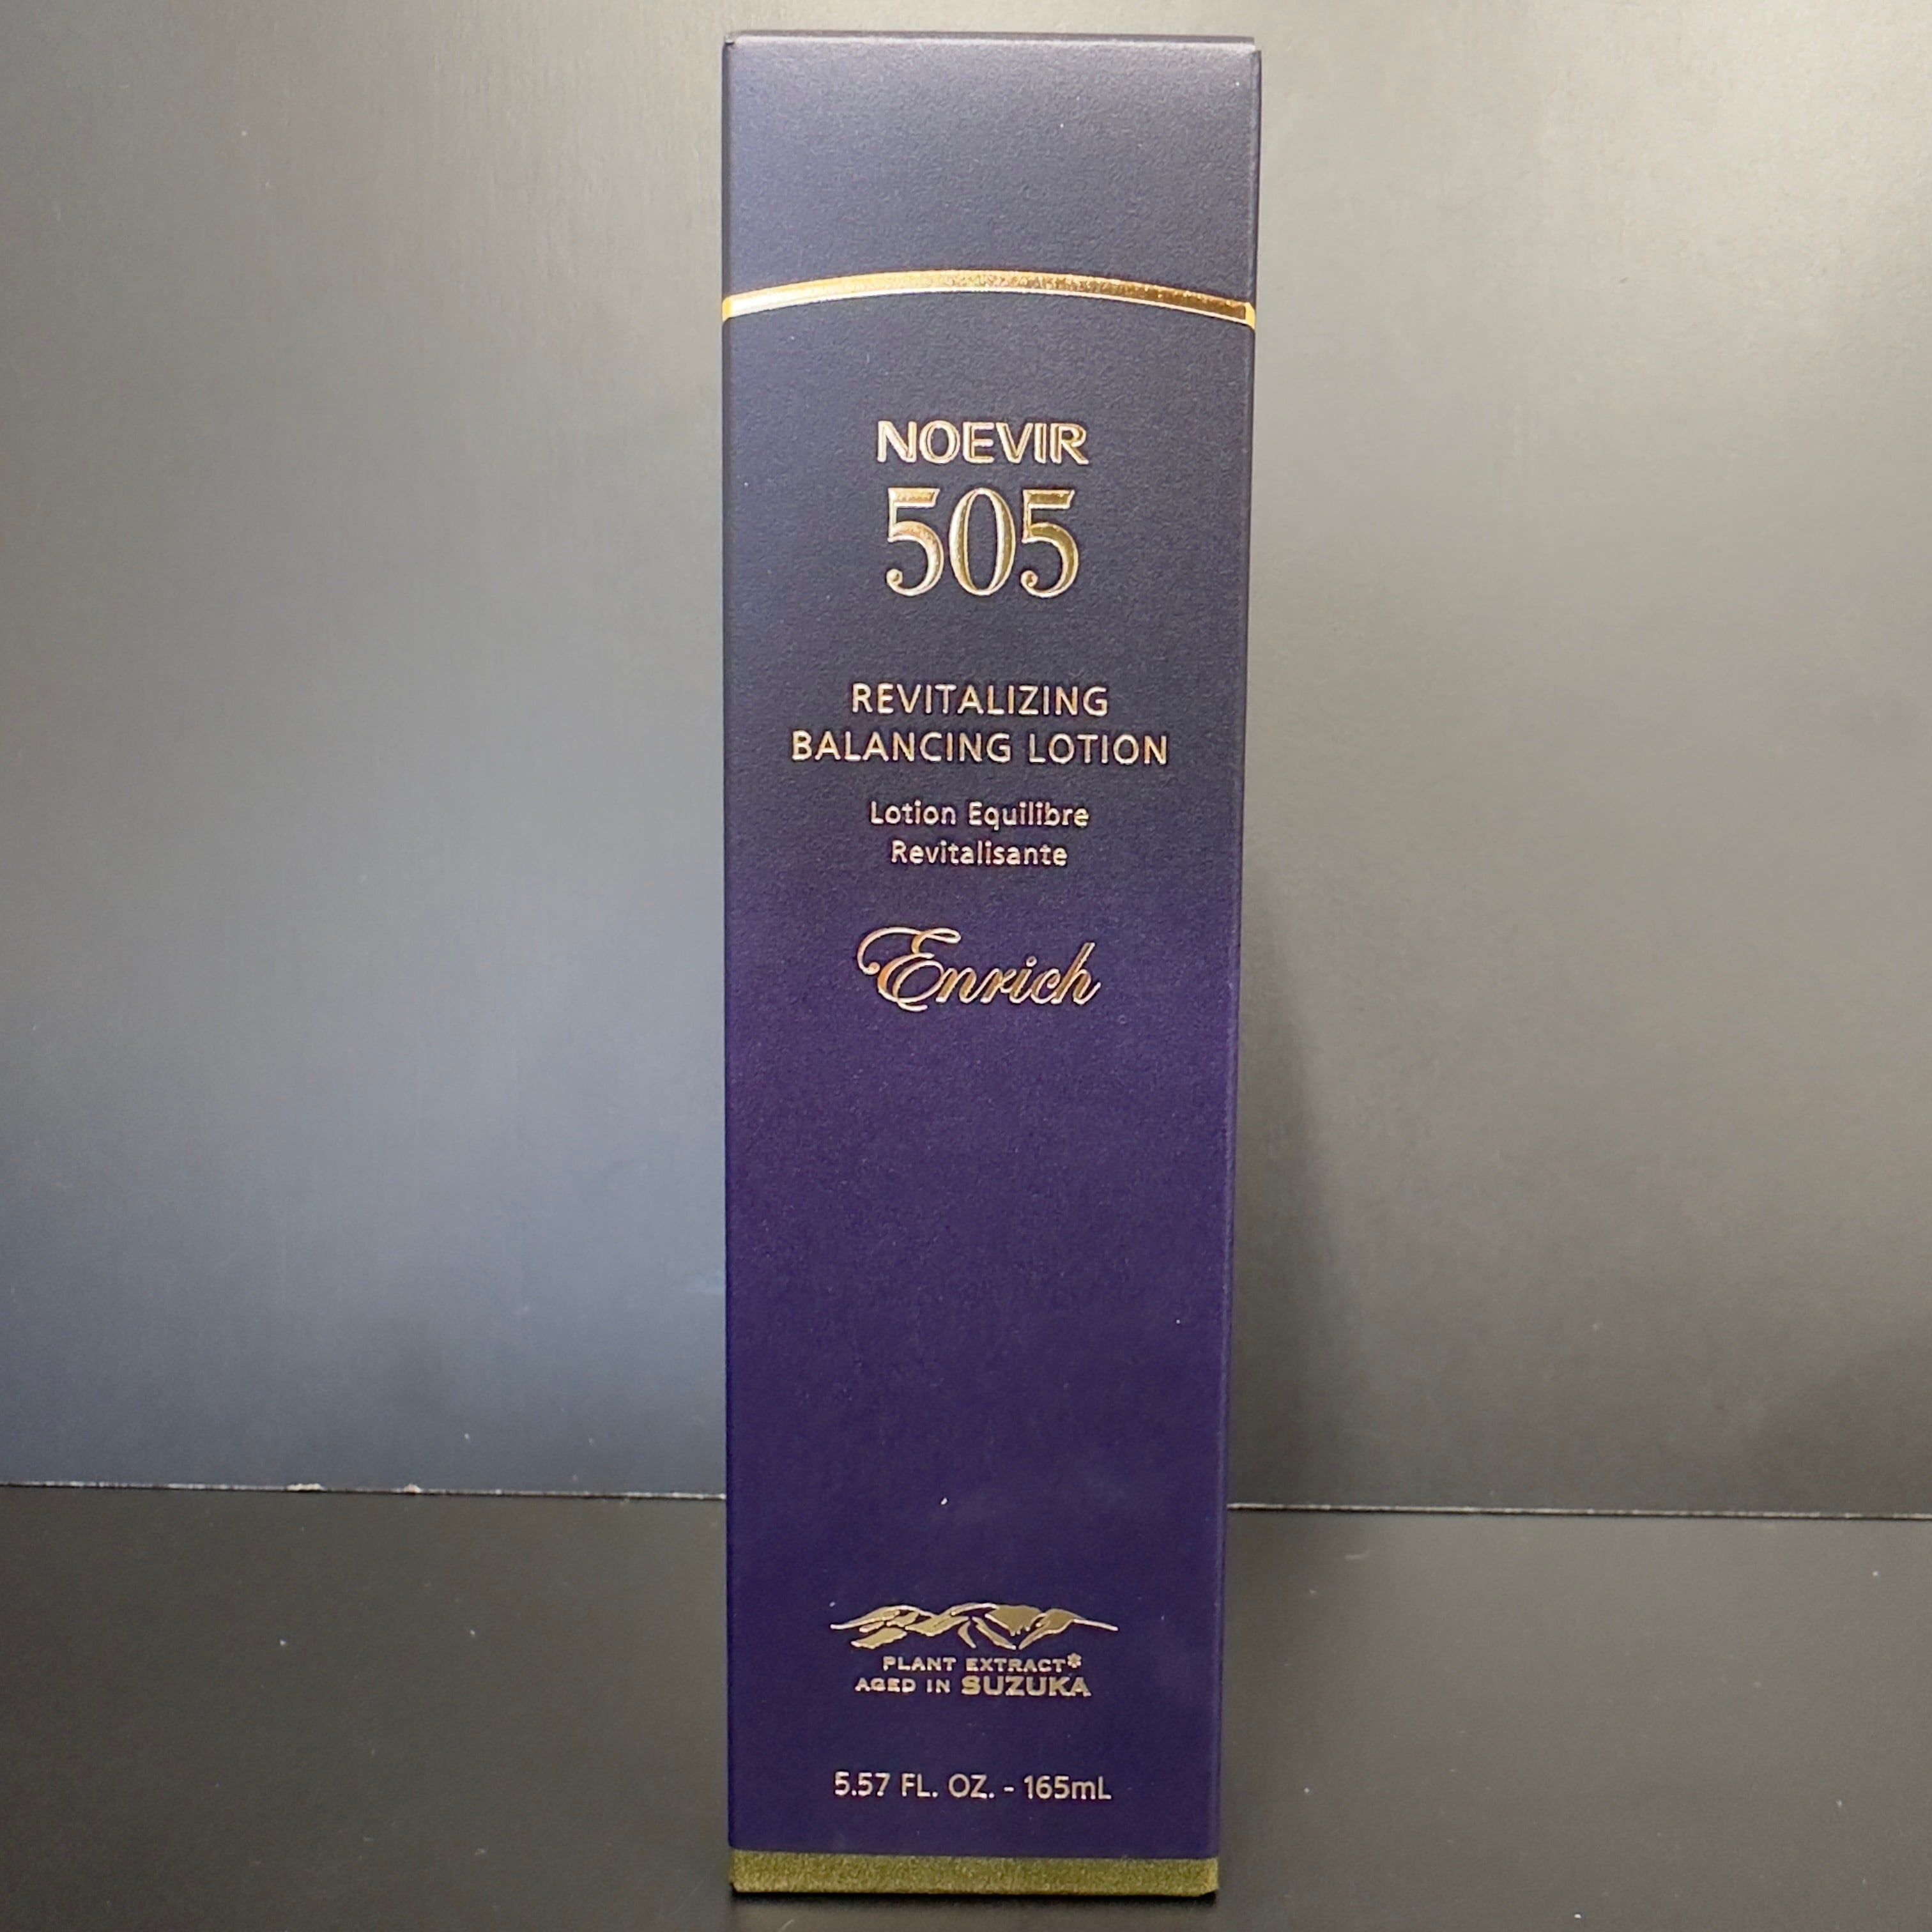 NOEVIR
505
REVITALIZING
BALANCING LOTION
Lotion Equilibre
Revitalisante
Enrich
PLANT EXTRACT*
AGED IN SUZUKA
5.57 FL. OZ. - 165mL